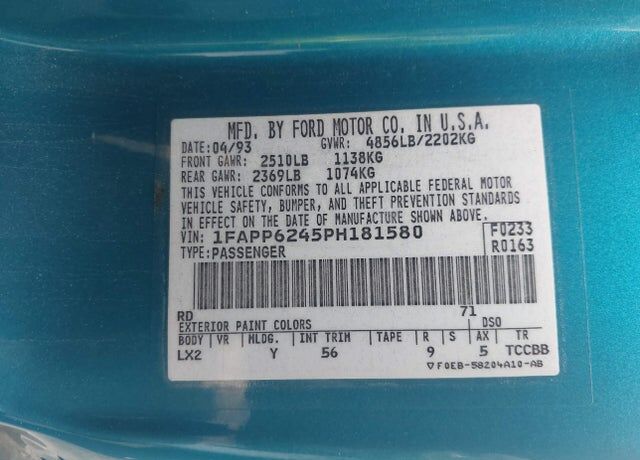 MFD. BY FORD MOTOR CO. IN U.S.A.
DATE: 04/93 GVWR: 4856LB/2202KG
FRONT GAWR: 2510LB 1138KG
REAR GAWR: 2369LB 1074KG
THIS VEHICLE CONFORMS TO ALL APPLICABLE FEDERAL MOTOR
VEHICLE SAFETY, BUMPER, AND THEFT PREVENTION STANDARDS
IN EFFECT ON THE DATE OF MANUFACTURE SHOWN ABOVE.
VIN: 1FAPP6245PH181580 F0233
TYPE: PASSENGER R0163
RD 71
EXTERIOR PAINT COLORS DSO
BODY VR MLDG. INT TRIM TAPE R S AX TR
LX2 Y 56 9 5 TCCBB
▽ F0EB-58204A10-AB